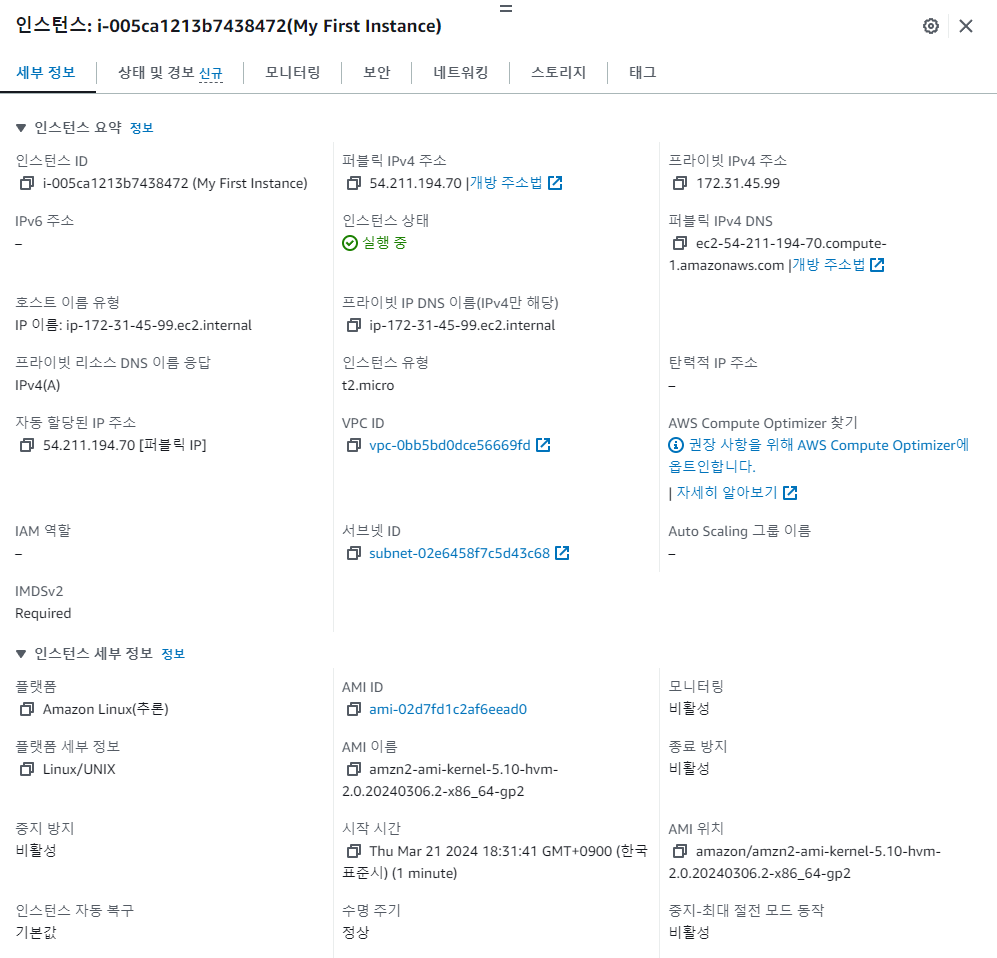 인스턴스: i-005ca1213b7438472(My First Instance)
세부 정보 상태 및 경보 신규 모니터링 보안 네트워킹 스토리지 태그
▼ 인스턴스 요약 정보
인스턴스 ID
i-005ca1213b7438472 (My First Instance)
퍼블릭 IPv4 주소
54.211.194.70 |개방 주소법
프라이빗 IPv4 주소
172.31.45.99
IPv6 주소
–
인스턴스 상태
실행 중
퍼블릭 IPv4 DNS
ec2-54-211-194-70.compute-
1.amazonaws.com |개방 주소법
호스트 이름 유형
IP 이름: ip-172-31-45-99.ec2.internal
프라이빗 IP DNS 이름(IPv4만 해당)
ip-172-31-45-99.ec2.internal
프라이빗 리소스 DNS 이름 응답
IPv4(A)
인스턴스 유형
t2.micro
탄력적 IP 주소
–
자동 할당된 IP 주소
54.211.194.70 [퍼블릭 IP]
VPC ID
vpc-0bb5bd0dce56669fd
AWS Compute Optimizer 찾기
권장 사항을 위해 AWS Compute Optimizer에
옵트인합니다.
| 자세히 알아보기
IAM 역할
–
서브넷 ID
subnet-02e6458f7c5d43c68
Auto Scaling 그룹 이름
–
IMDSv2
Required
▼ 인스턴스 세부 정보 정보
플랫폼
Amazon Linux(추론)
AMI ID
ami-02d7fd1c2af6eead0
모니터링
비활성
플랫폼 세부 정보
Linux/UNIX
AMI 이름
amzn2-ami-kernel-5.10-hvm-
2.0.20240306.2-x86_64-gp2
종료 방지
비활성
중지 방지
비활성
시작 시간
Thu Mar 21 2024 18:31:41 GMT+0900 (한국
표준시) (1 minute)
AMI 위치
amazon/amzn2-ami-kernel-5.10-hvm-
2.0.20240306.2-x86_64-gp2
인스턴스 자동 복구
기본값
수명 주기
정상
중지-최대 절전 모드 동작
비활성